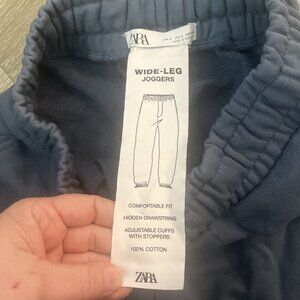 ZARA
WIDE-LEG
JOGGERS
COMFORTABLE FIT
HIDDEN DRAWSTRING
ADJUSTABLE CUFFS
WITH STOPPERS
100% COTTON
ZARA